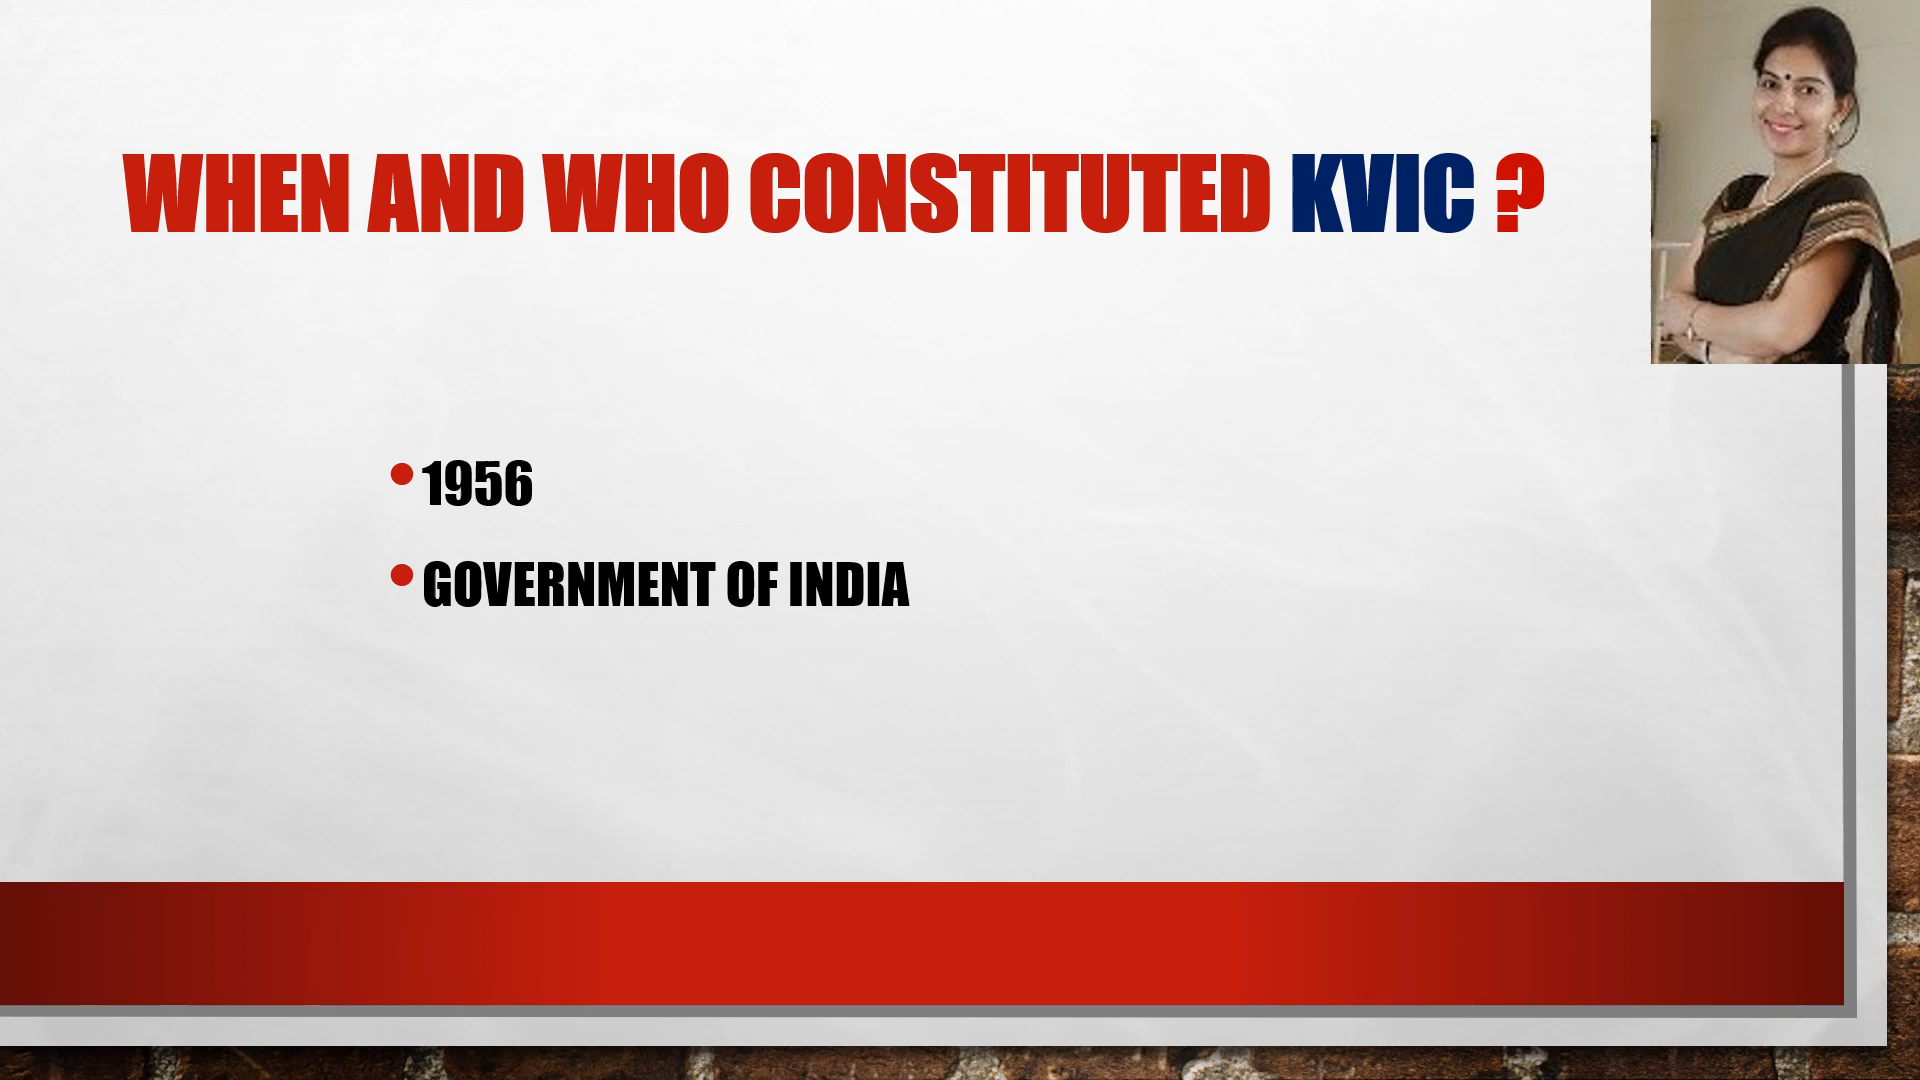 WHEN AND WHO CONSTITUTED KVIC ?
• 1956
• GOVERNMENT OF INDIA